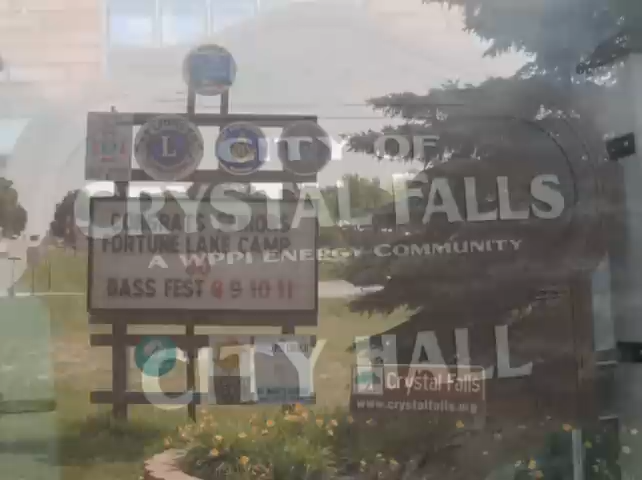 CITY OF
CRYSTAL FALLS
A WPPI ENERGY COMMUNITY
CITY HALL
L
CONGRATS
FORTUNE LAKE CAMP
BASS FEST 8 9 10 11
Crystal Falls
www.crystalfalls.org